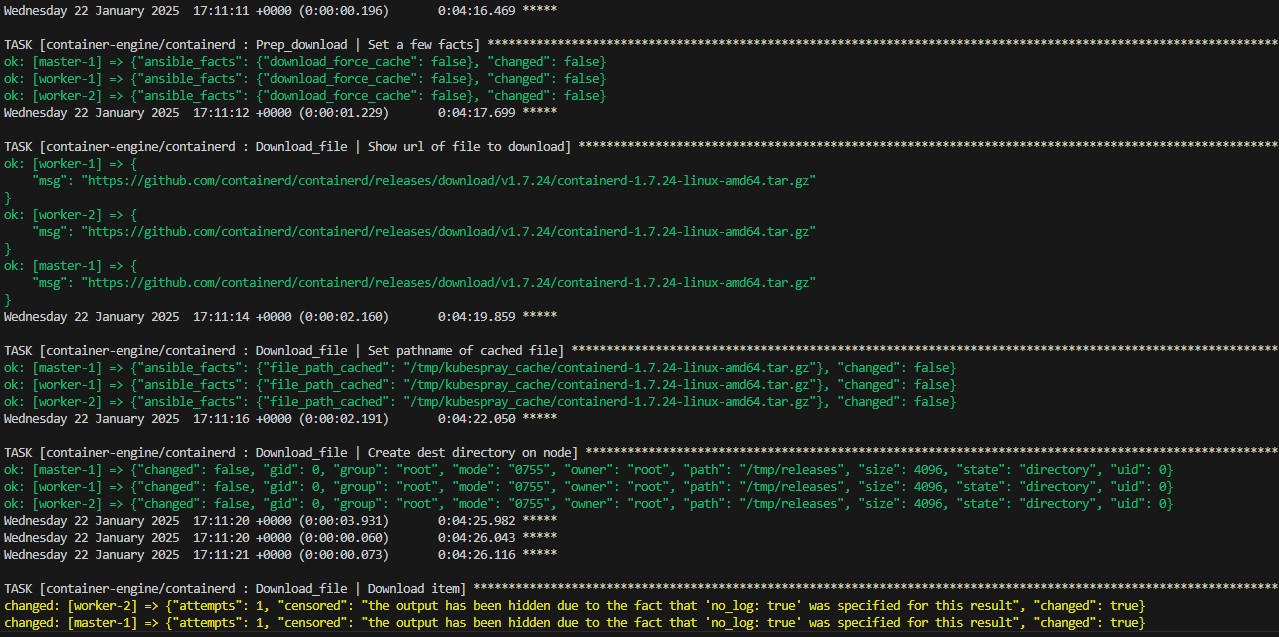 Wednesday 22 January 2025  17:11:11 +0000 (0:00:00.196)       0:04:16.469 *****
TASK [container-engine/containerd : Prep_download | Set a few facts] *****************************************************************************************************************
ok: [master-1] => {"ansible_facts": {"download_force_cache": false}, "changed": false}
ok: [worker-1] => {"ansible_facts": {"download_force_cache": false}, "changed": false}
ok: [worker-2] => {"ansible_facts": {"download_force_cache": false}, "changed": false}
Wednesday 22 January 2025  17:11:12 +0000 (0:00:01.229)       0:04:17.699 *****
TASK [container-engine/containerd : Download_file | Show url of file to download] ****************************************************************************************************
ok: [worker-1] => {
    "msg": "https://github.com/containerd/containerd/releases/download/v1.7.24/containerd-1.7.24-linux-amd64.tar.gz"
}
ok: [worker-2] => {
    "msg": "https://github.com/containerd/containerd/releases/download/v1.7.24/containerd-1.7.24-linux-amd64.tar.gz"
}
ok: [master-1] => {
    "msg": "https://github.com/containerd/containerd/releases/download/v1.7.24/containerd-1.7.24-linux-amd64.tar.gz"
}
Wednesday 22 January 2025  17:11:14 +0000 (0:00:02.160)       0:04:19.859 *****
TASK [container-engine/containerd : Download_file | Set pathname of cached file] *****************************************************************************************************
ok: [master-1] => {"ansible_facts": {"file_path_cached": "/tmp/kubespray_cache/containerd-1.7.24-linux-amd64.tar.gz"}, "changed": false}
ok: [worker-1] => {"ansible_facts": {"file_path_cached": "/tmp/kubespray_cache/containerd-1.7.24-linux-amd64.tar.gz"}, "changed": false}
ok: [worker-2] => {"ansible_facts": {"file_path_cached": "/tmp/kubespray_cache/containerd-1.7.24-linux-amd64.tar.gz"}, "changed": false}
Wednesday 22 January 2025  17:11:16 +0000 (0:00:02.191)       0:04:22.050 *****
TASK [container-engine/containerd : Download_file | Create dest directory on node] ***************************************************************************************************
ok: [master-1] => {"changed": false, "gid": 0, "group": "root", "mode": "0755", "owner": "root", "path": "/tmp/releases", "size": 4096, "state": "directory", "uid": 0}
ok: [worker-1] => {"changed": false, "gid": 0, "group": "root", "mode": "0755", "owner": "root", "path": "/tmp/releases", "size": 4096, "state": "directory", "uid": 0}
ok: [worker-2] => {"changed": false, "gid": 0, "group": "root", "mode": "0755", "owner": "root", "path": "/tmp/releases", "size": 4096, "state": "directory", "uid": 0}
Wednesday 22 January 2025  17:11:20 +0000 (0:00:03.931)       0:04:25.982 *****
Wednesday 22 January 2025  17:11:20 +0000 (0:00:00.060)       0:04:26.043 *****
Wednesday 22 January 2025  17:11:21 +0000 (0:00:00.073)       0:04:26.116 *****
TASK [container-engine/containerd : Download_file | Download item] *******************************************************************************************************************
changed: [worker-2] => {"attempts": 1, "censored": "the output has been hidden due to the fact that 'no_log: true' was specified for this result", "changed": true}
changed: [master-1] => {"attempts": 1, "censored": "the output has been hidden due to the fact that 'no_log: true' was specified for this result", "changed": true}